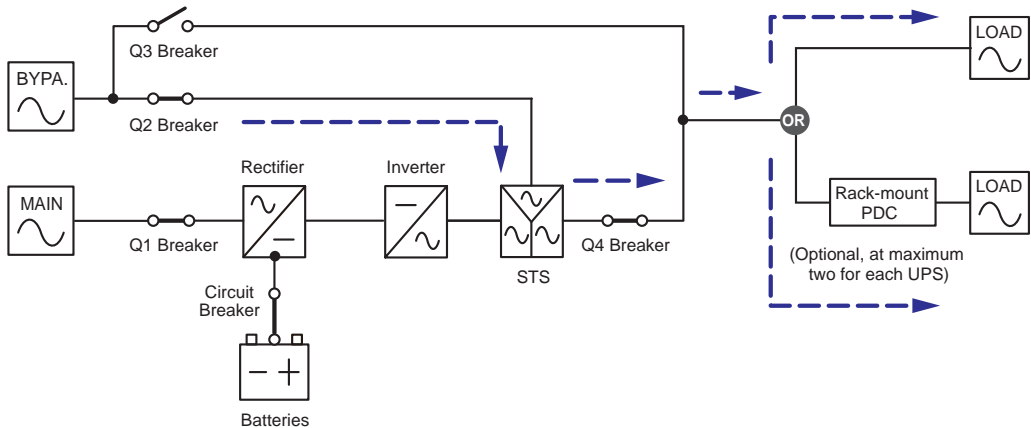 Q3 Breaker
BYPA.
Q2 Breaker
LOAD
OR
Rectifier
Inverter
MAIN
Q1 Breaker
STS
Q4 Breaker
Rack-mount
PDC
LOAD
(Optional, at maximum
two for each UPS)
Circuit
Breaker
Batteries